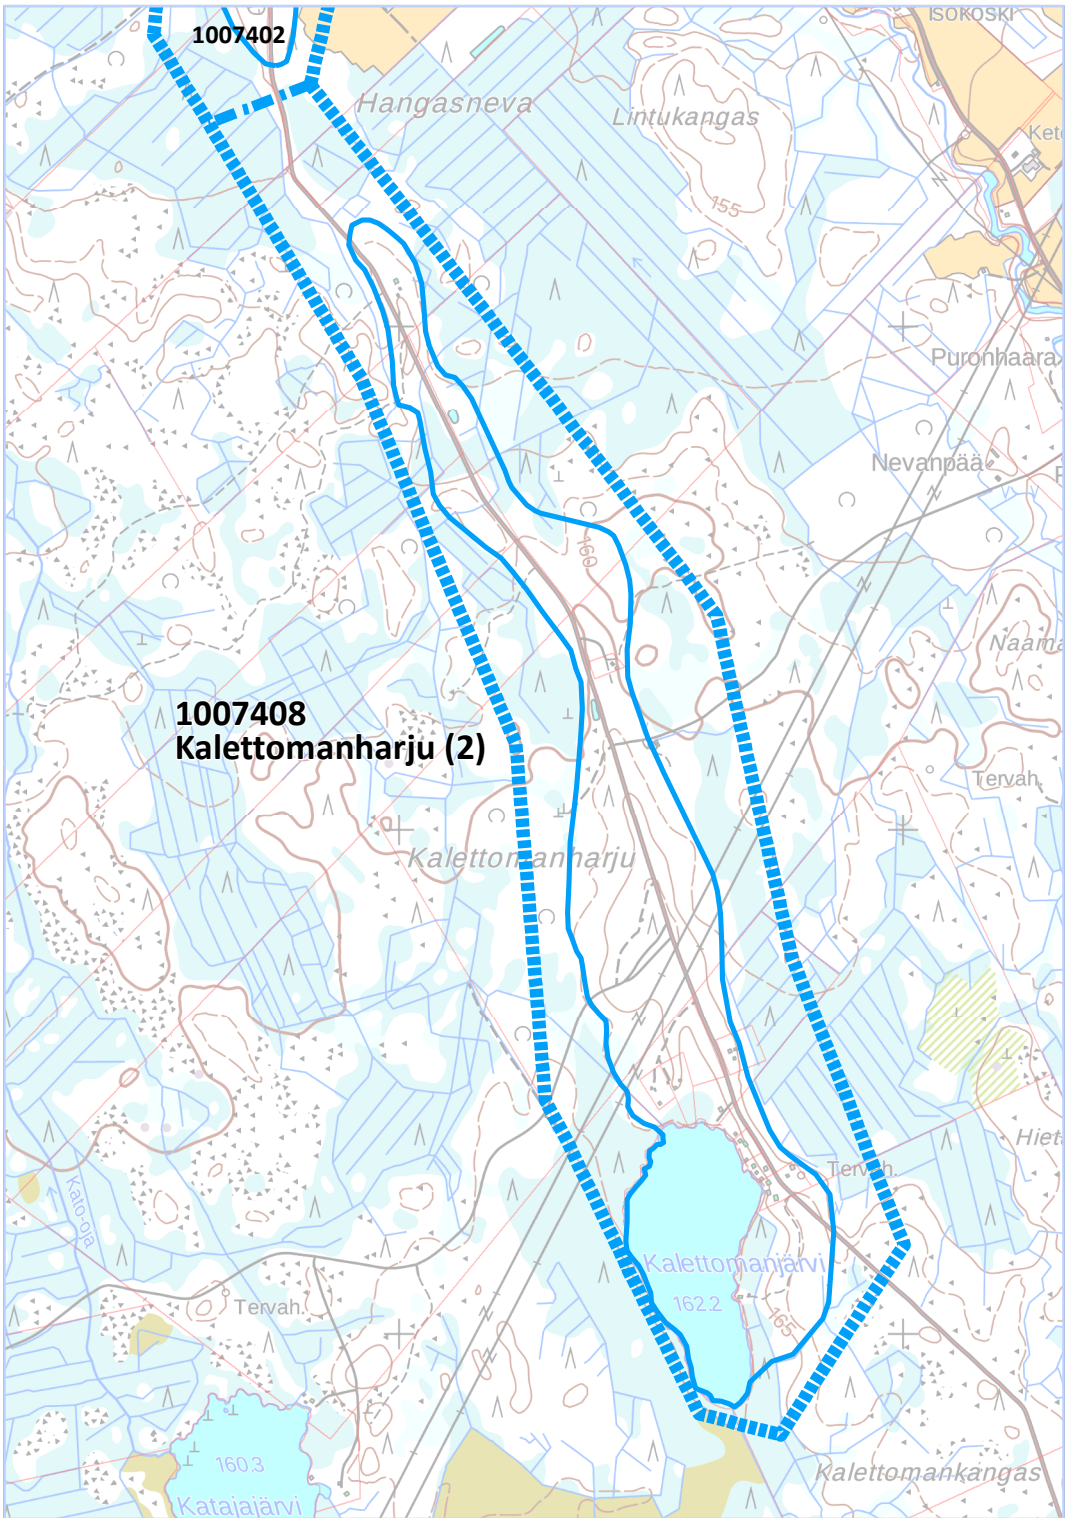 Isokoski
1007402
Hangasneva
Lintukangas
155
Puronhaara
Nevanpää
160
1007408
Kalettomanharju (2)
Tervah.
Kalettomanharju
Tervah.
Kato-oja
Kalettomanjärvi
162.2
165
Tervah.
160.3
Katajajärvi
Kalettomankangas